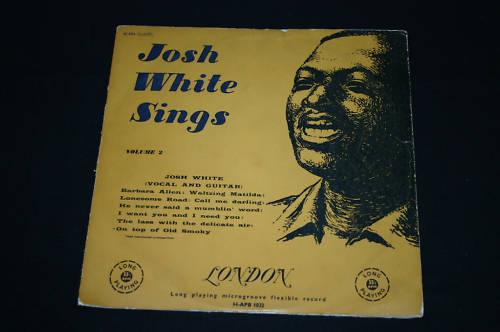 Josh
White
Sings
VOLUME 2
JOSH WHITE
(VOCAL AND GUITAR)
Barbara Allen: Waltzing Matilda:
Lonesome Road: Call me darling:
He never said a mumblin' word:
I want you and I need you:
The lass with the delicate air:
On top of Old Smoky
LONG
PLAYING
LONDON
LONG
PLAYING
Long playing microgroove flexible record
H-APB 1032